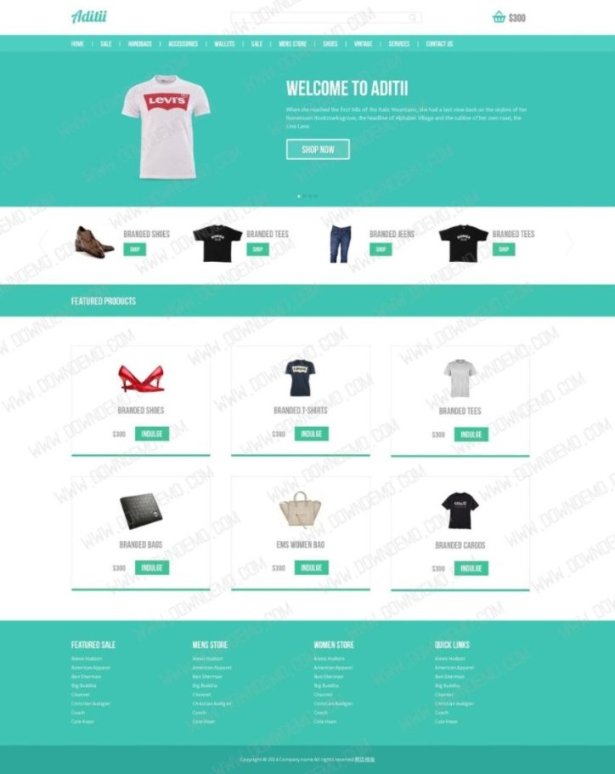 Aditii
$300
HOME | SALE | HANDBAGS | ACCESSORIES | WALLETS | SALE | MENS STORE | SHOES | VINTAGE | SERVICES | CONTACT US
LEVI'S
WELCOME TO ADITII
When she reached the first hills of the Italic Mountains, she had a last view back on the skyline of her
hometown Bookmarksgrove, the headline of Alphabet Village and the subline of her own road, the
Line Lane.
SHOP NOW
BRANDED SHOES
SHOP
BRANDED TEES
SHOP
BRANDED JEENS
SHOP
BRANDED TEES
SHOP
FEATURED PRODUCTS
BRANDED SHOES
$300 INDULGE
BRANDED T-SHIRTS
$300 INDULGE
BRANDED TEES
$300 INDULGE
BRANDED BAGS
$300 INDULGE
EMS WOMEN BAG
$300 INDULGE
BRANDED CARGOS
$300 INDULGE
FEATURED SALE
Alexis Hudson
American Apparel
Ben Sherman
Big Buddha
Channel
Christian Audigier
Coach
Cole Haan
MENS STORE
Alexis Hudson
American Apparel
Ben Sherman
Big Buddha
Channel
Christian Audigier
Coach
Cole Haan
WOMEN STORE
Alexis Hudson
American Apparel
Ben Sherman
Big Buddha
Channel
Christian Audigier
Coach
Cole Haan
QUICK LINKS
Alexis Hudson
American Apparel
Ben Sherman
Big Buddha
Channel
Christian Audigier
Coach
Cole Haan
Copyright © 2014.Company name All rights reserved.网页模板
WWW.DOWNDEMO.COM